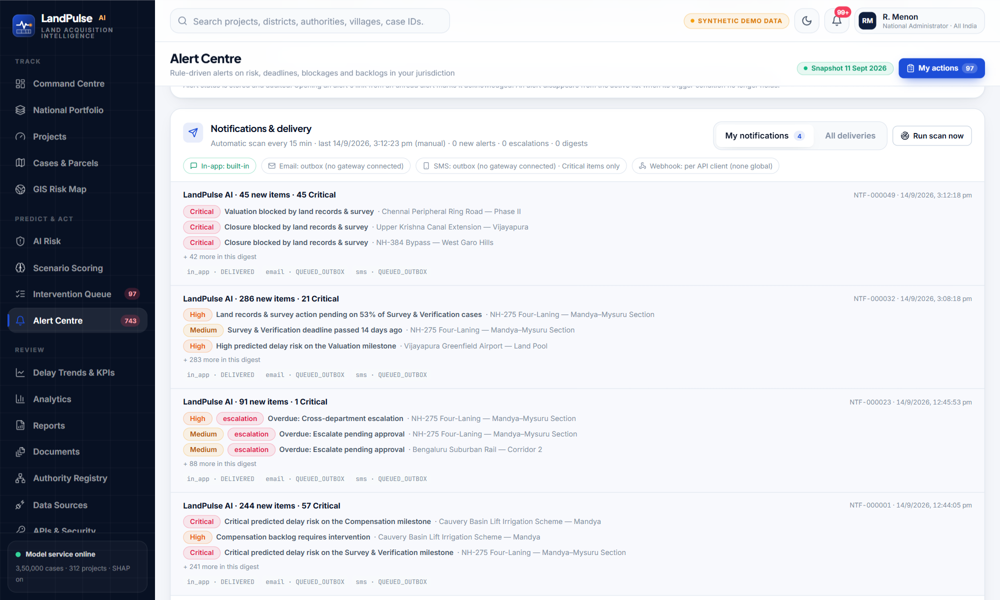 LandPulse AI
LAND ACQUISITION
INTELLIGENCE
TRACK
Command Centre
National Portfolio
Projects
Cases & Parcels
GIS Risk Map
PREDICT & ACT
AI Risk
Scenario Scoring
Intervention Queue 97
Alert Centre 743
REVIEW
Delay Trends & KPIs
Analytics
Reports
Documents
Authority Registry
Data Sources
APIs & Security
Model service online
3,50,000 cases · 312 projects · SHAP
on
Search projects, districts, authorities, villages, case IDs.
SYNTHETIC DEMO DATA
99+
RM
R. Menon
National Administrator · All India
Alert Centre
Rule-driven alerts on risk, deadlines, blockages and backlogs in your jurisdiction
Snapshot 11 Sept 2026
My actions 97
Notifications & delivery
Automatic scan every 15 min · last 14/9/2026, 3:12:23 pm (manual) · 0 new alerts · 0 escalations · 0 digests
My notifications 4
All deliveries
Run scan now
In-app: built-in
Email: outbox (no gateway connected)
SMS: outbox (no gateway connected) · Critical items only
Webhook: per API client (none global)
LandPulse AI · 45 new items · 45 Critical
NTF-000049 · 14/9/2026, 3:12:18 pm
Critical Valuation blocked by land records & survey · Chennai Peripheral Ring Road — Phase II
Critical Closure blocked by land records & survey · Upper Krishna Canal Extension — Vijayapura
Critical Closure blocked by land records & survey · NH-384 Bypass — West Garo Hills
+ 42 more in this digest
in_app · DELIVERED email · QUEUED_OUTBOX sms · QUEUED_OUTBOX
LandPulse AI · 286 new items · 21 Critical
NTF-000032 · 14/9/2026, 3:08:18 pm
High Land records & survey action pending on 53% of Survey & Verification cases · NH-275 Four-Laning — Mandya–Mysuru Section
Medium Survey & Verification deadline passed 14 days ago · NH-275 Four-Laning — Mandya–Mysuru Section
High High predicted delay risk on the Valuation milestone · Vijayapura Greenfield Airport — Land Pool
+ 283 more in this digest
in_app · DELIVERED email · QUEUED_OUTBOX sms · QUEUED_OUTBOX
LandPulse AI · 91 new items · 1 Critical
NTF-000023 · 14/9/2026, 12:45:53 pm
High escalation Overdue: Cross-department escalation · NH-275 Four-Laning — Mandya–Mysuru Section
Medium escalation Overdue: Escalate pending approval · NH-275 Four-Laning — Mandya–Mysuru Section
Medium escalation Overdue: Escalate pending approval · Bengaluru Suburban Rail — Corridor 2
+ 88 more in this digest
in_app · DELIVERED email · QUEUED_OUTBOX sms · QUEUED_OUTBOX
LandPulse AI · 244 new items · 57 Critical
NTF-000001 · 14/9/2026, 12:44:05 pm
Critical Critical predicted delay risk on the Compensation milestone · Cauvery Basin Lift Irrigation Scheme — Mandya
High Compensation backlog requires intervention · Cauvery Basin Lift Irrigation Scheme — Mandya
Critical Critical predicted delay risk on the Survey & Verification milestone · NH-275 Four-Laning — Mandya–Mysuru Section
+ 241 more in this digest
in_app · DELIVERED email · QUEUED_OUTBOX sms · QUEUED_OUTBOX